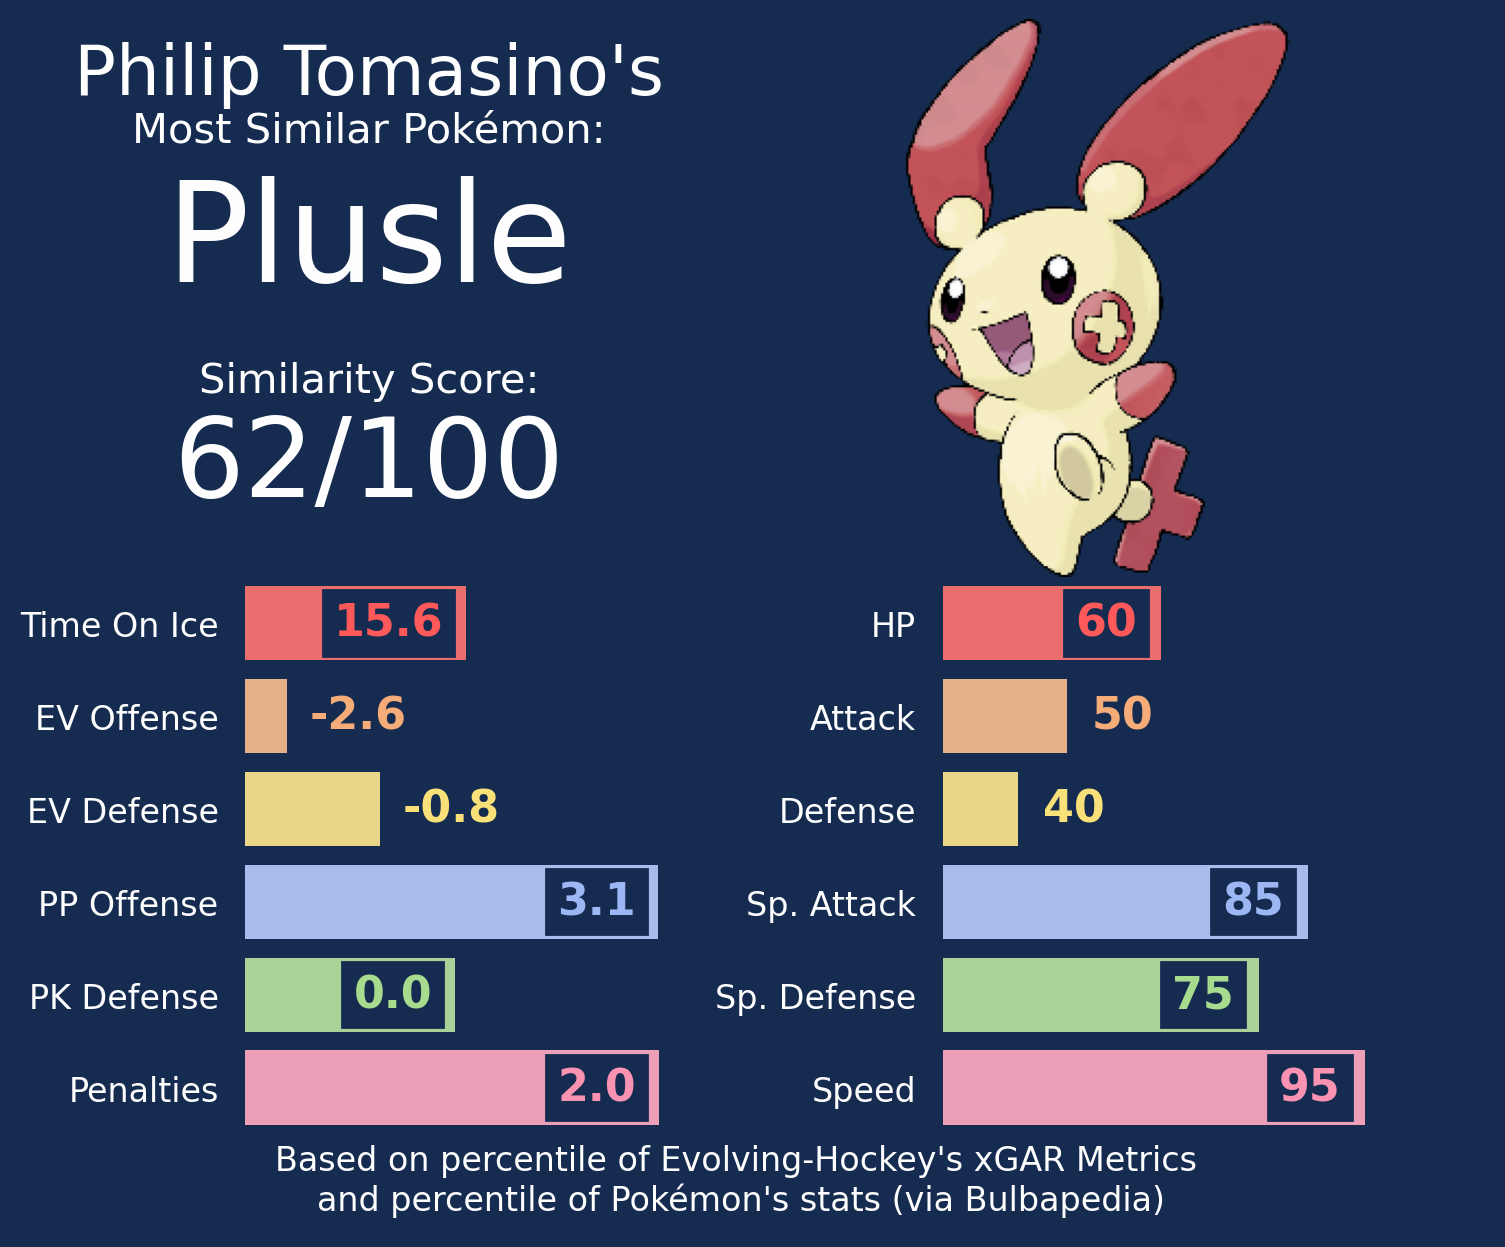 Philip Tomasino's
Most Similar Pokémon:
Plusle
Similarity Score:
62/100
Time On Ice 15.6
EV Offense -2.6
EV Defense -0.8
PP Offense 3.1
PK Defense 0.0
Penalties 2.0
HP 60
Attack 50
Defense 40
Sp. Attack 85
Sp. Defense 75
Speed 95
Based on percentile of Evolving-Hockey's xGAR Metrics
and percentile of Pokémon's stats (via Bulbapedia)